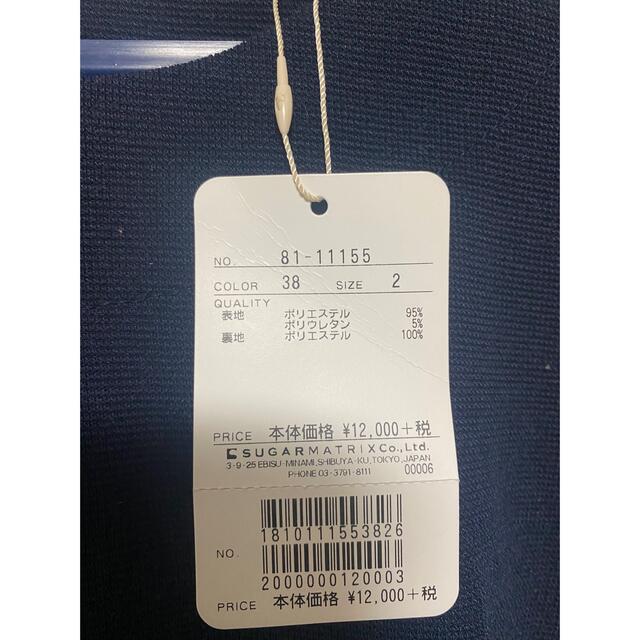 NO. 81-11155
COLOR 38 SIZE 2
QUALITY
表地 ポリエステル 95%
ポリウレタン 5%
裏地 ポリエステル 100%
PRICE 本体価格 ¥12,000+税
SUGARMATRIX Co., Ltd.
3-9-25 EBISU-MINAMI, SHIBUYA-KU, TOKYO, JAPAN
PHONE 03-3791-8111 00006
1810111553826
NO.
2000000120003
PRICE 本体価格 ¥12,000+税